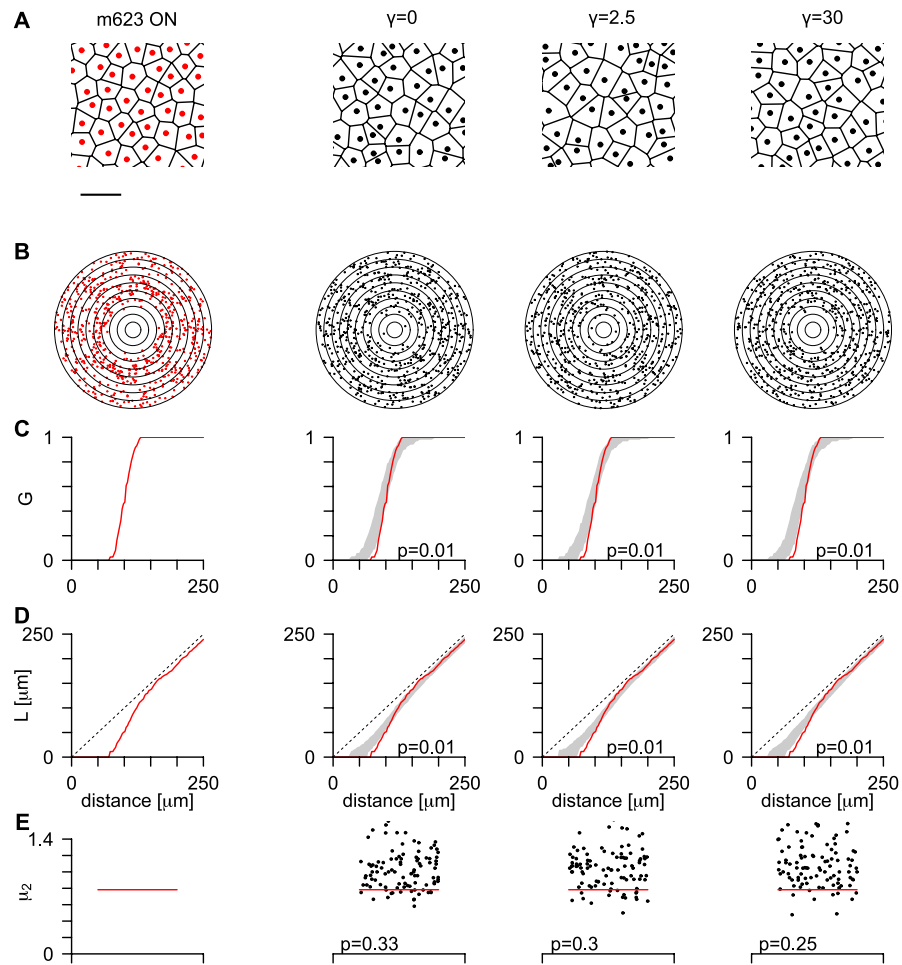 A
m623 ON
γ=0
γ=2.5
γ=30
B
C
1
G
0
0
250
1
0
p=0.01
0
250
1
0
p=0.01
0
250
1
0
p=0.01
0
250
D
250
L [μm]
0
0
250
distance [μm]
250
0
p=0.01
0
250
distance [μm]
250
0
p=0.01
0
250
distance [μm]
250
0
p=0.01
0
250
distance [μm]
E
1.4
μ2
0
p=0.33
p=0.3
p=0.25